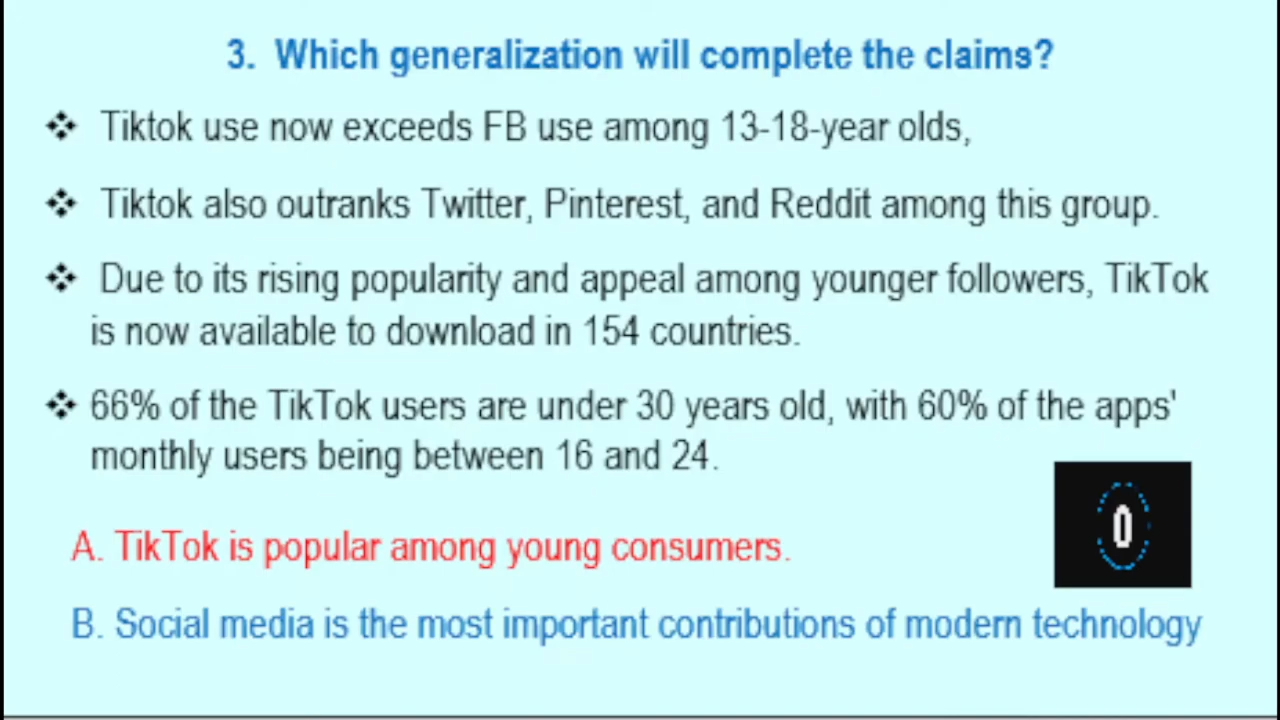 3. Which generalization will complete the claims?
❖ Tiktok use now exceeds FB use among 13-18-year olds,
❖ Tiktok also outranks Twitter, Pinterest, and Reddit among this group.
❖ Due to its rising popularity and appeal among younger followers, TikTok
is now available to download in 154 countries.
❖ 66% of the TikTok users are under 30 years old, with 60% of the apps'
monthly users being between 16 and 24.
0
A. TikTok is popular among young consumers.
B. Social media is the most important contributions of modern technology